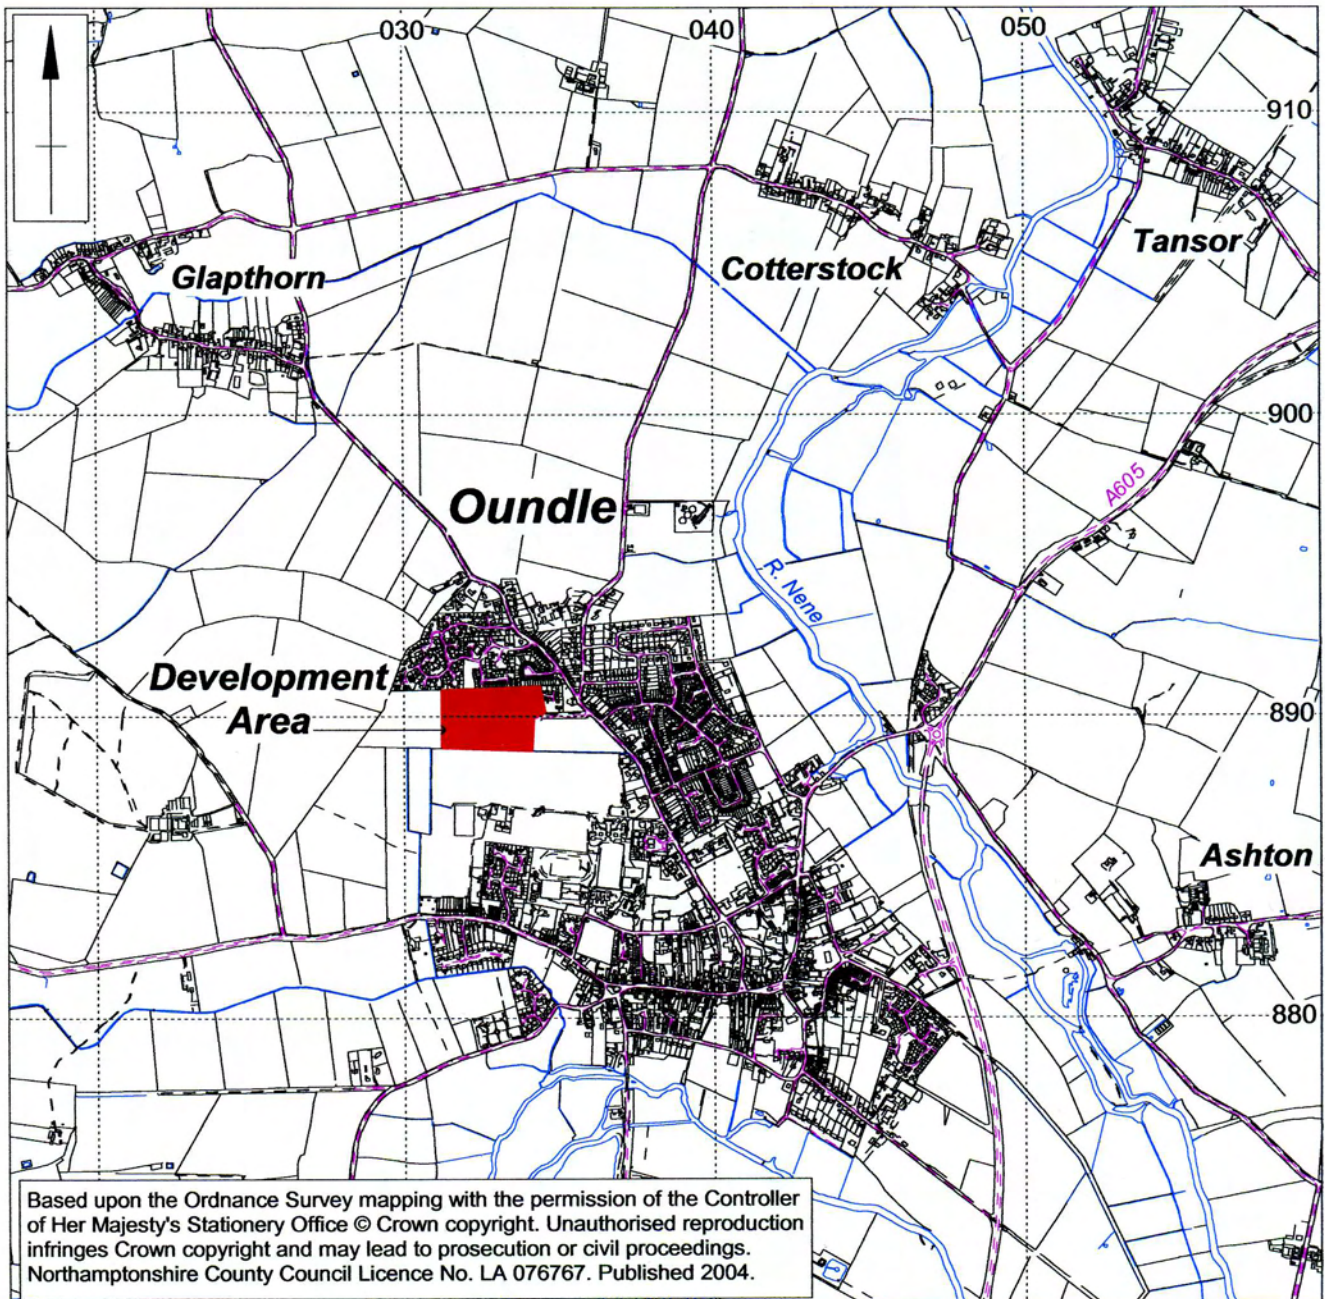 030
040
050
910
Tansor
Glapthorn
Cotterstock
900
A605
Oundle
R. Nene
Development
Area
890
Ashton
880
Based upon the Ordnance Survey mapping with the permission of the Controller
of Her Majesty's Stationery Office © Crown copyright. Unauthorised reproduction
infringes Crown copyright and may lead to prosecution or civil proceedings.
Northamptonshire County Council Licence No. LA 076767. Published 2004.